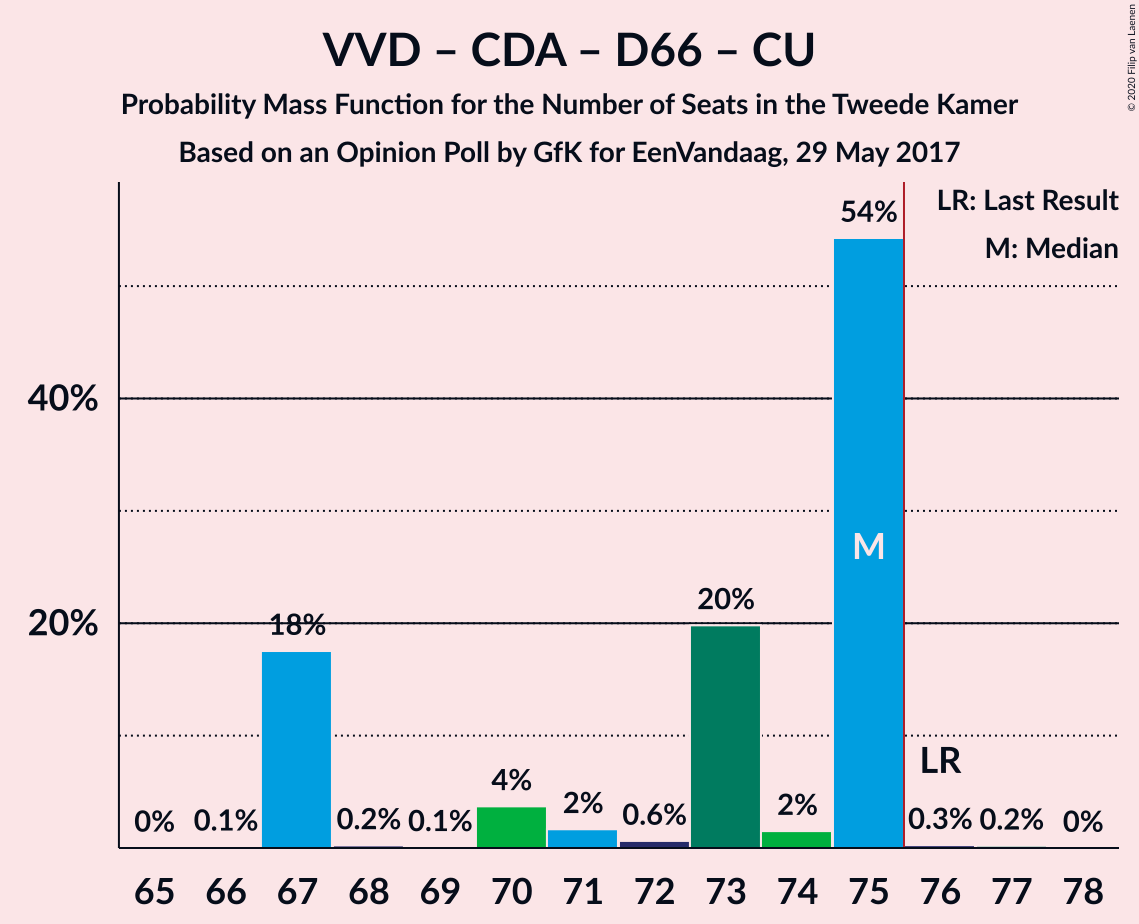 VVD – CDA – D66 – CU
Probability Mass Function for the Number of Seats in the Tweede Kamer
Based on an Opinion Poll by GfK for EenVandaag, 29 May 2017
© 2020 Filip van Laenen
LR: Last Result
M: Median
40%
20%
0%
0.1%
18%
0.2%
0.1%
4%
2%
0.6%
20%
2%
54%
M
LR
0.3%
0.2%
0%
65 66 67 68 69 70 71 72 73 74 75 76 77 78